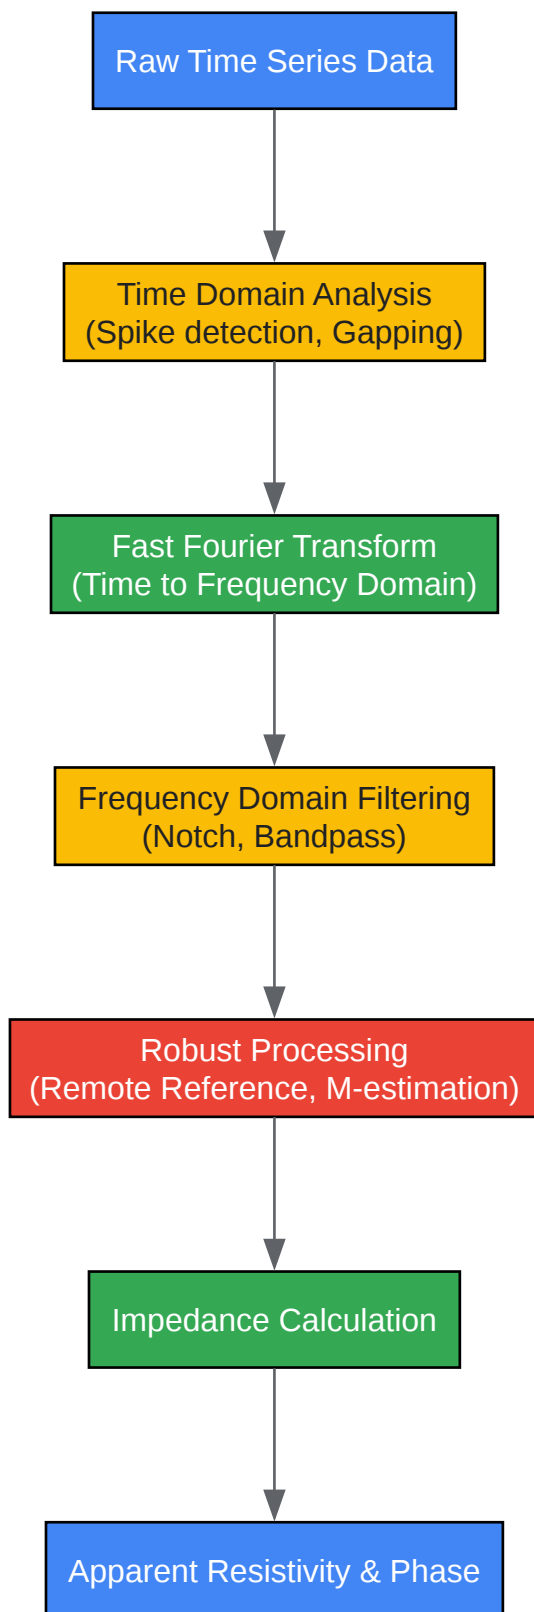 Raw Time Series Data
Time Domain Analysis
(Spike detection, Gapping)
Fast Fourier Transform
(Time to Frequency Domain)
Frequency Domain Filtering
(Notch, Bandpass)
Robust Processing
(Remote Reference, M-estimation)
Impedance Calculation
Apparent Resistivity & Phase